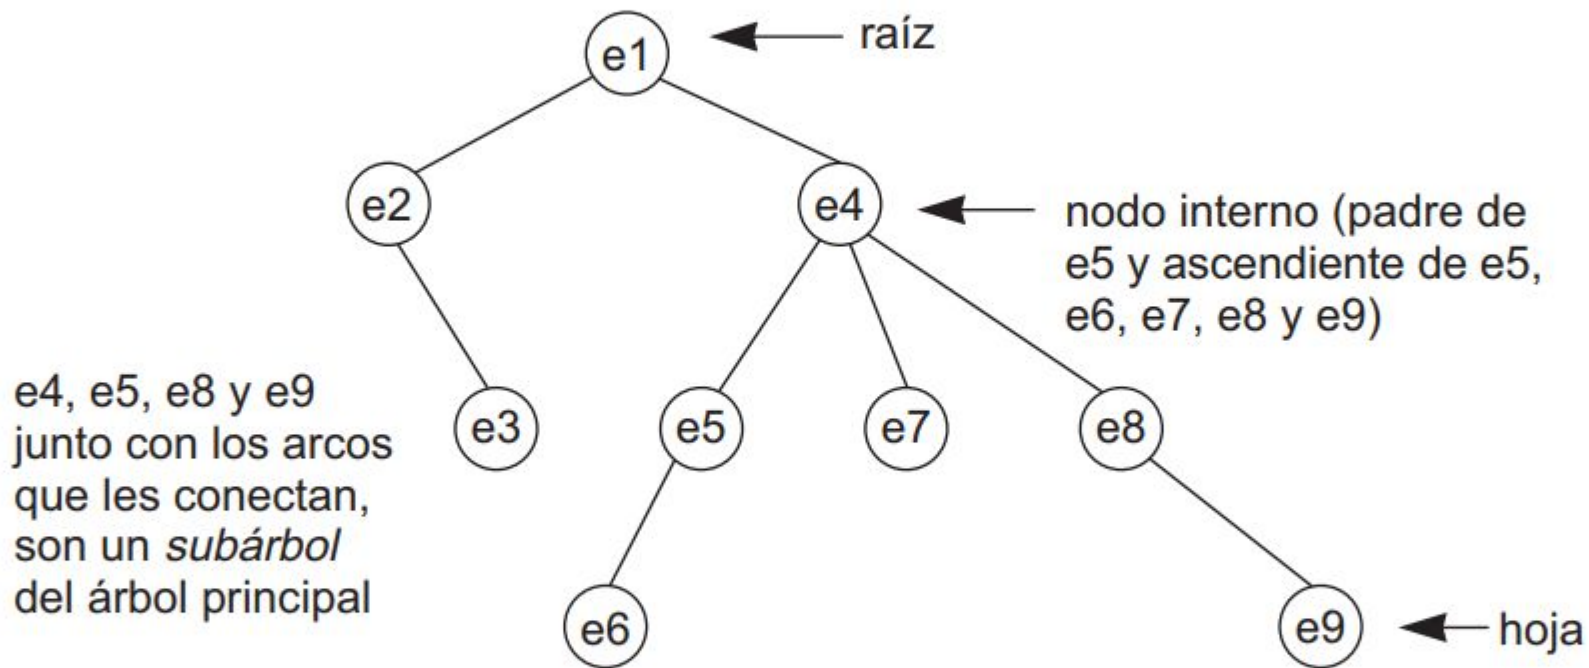 e1
raíz
e2
e4
nodo interno (padre de
e5 y ascendiente de e5,
e6, e7, e8 y e9)
e4, e5, e8 y e9
junto con los arcos
que les conectan,
son un subárbol
del árbol principal
e3
e5
e7
e8
e6
e9
hoja